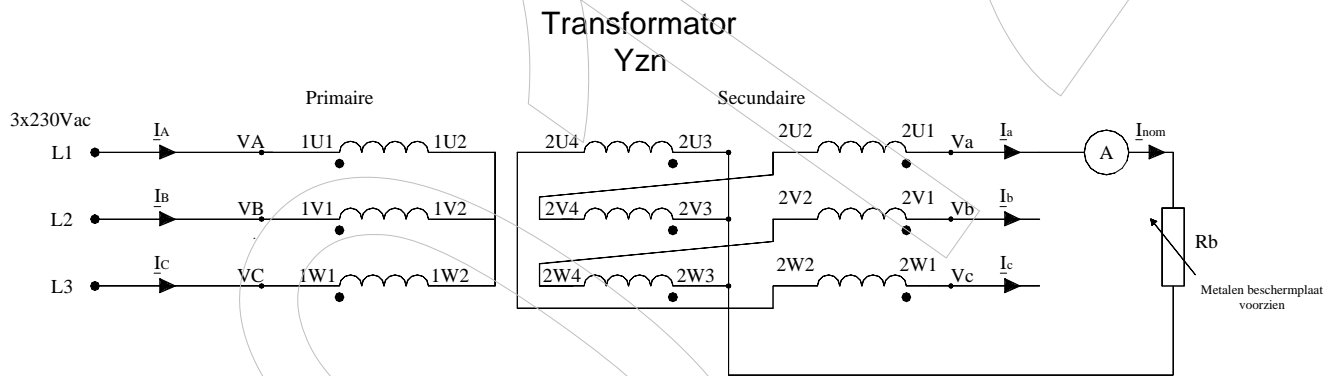 Transformator
Yzn
Primaire
Secundaire
3x230Vac
L1 IA VA 1U1 1U2 2U4 2U3 2U2 2U1 Va Ia A Inom
L2 IB VB 1V1 1V2 2V4 2V3 2V2 2V1 Vb Ib
L3 IC VC 1W1 1W2 2W4 2W3 2W2 2W1 Vc Ic
Rb
Metalen beschermplaat
voorzien